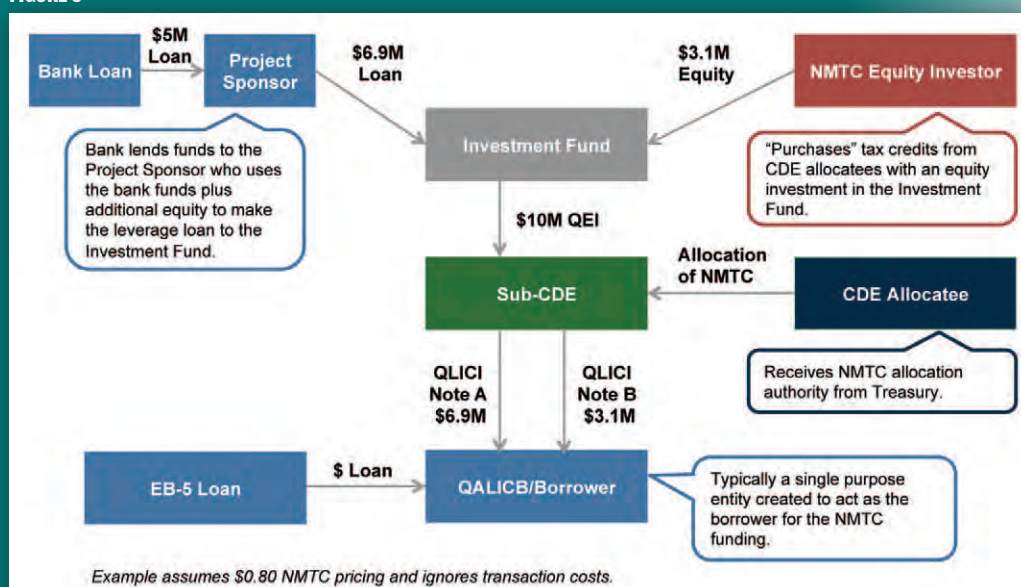 $5M
Loan
Bank Loan
Project
Sponsor
$6.9M
Loan
$3.1M
Equity
NMTC Equity Investor
Bank lends funds to the
Project Sponsor who uses
the bank funds plus
additional equity to make
the leverage loan to the
Investment Fund.
Investment Fund
“Purchases” tax credits from
CDE allocatees with an equity
investment in the Investment
Fund.
$10M QEI
Allocation
of NMTC
Sub-CDE
CDE Allocatee
Receives NMTC allocation
authority from Treasury.
QLICI
Note A
$6.9M
QLICI
Note B
$3.1M
EB-5 Loan
$ Loan
QALICB/Borrower
Typically a single purpose
entity created to act as the
borrower for the NMTC
funding.
Example assumes $0.80 NMTC pricing and ignores transaction costs.